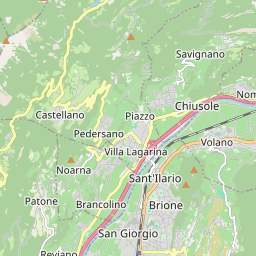 Savignano
Nom
Chiusole
Piazzo
Castellano
Pedersano
Volano
Villa Lagarina
Noarna
Sant'Ilario
Patone
Brancolino
Brione
San Giorgio
Reviano